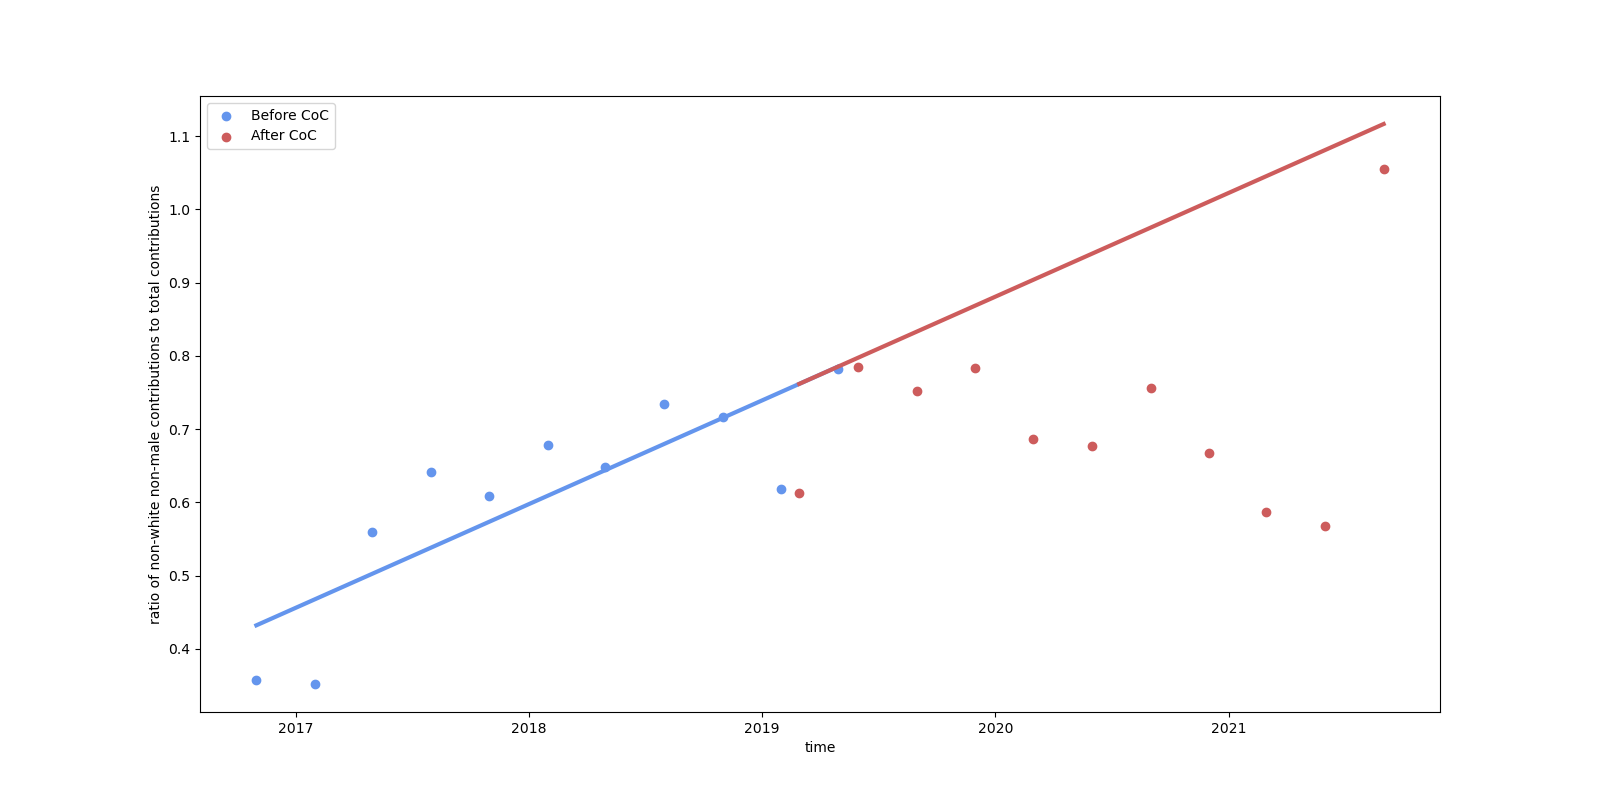 Before CoC
After CoC
1.1
1.0
0.9
0.8
0.7
0.6
0.5
0.4
ratio of non-white non-male contributions to total contributions
2017 2018 2019 2020 2021
time